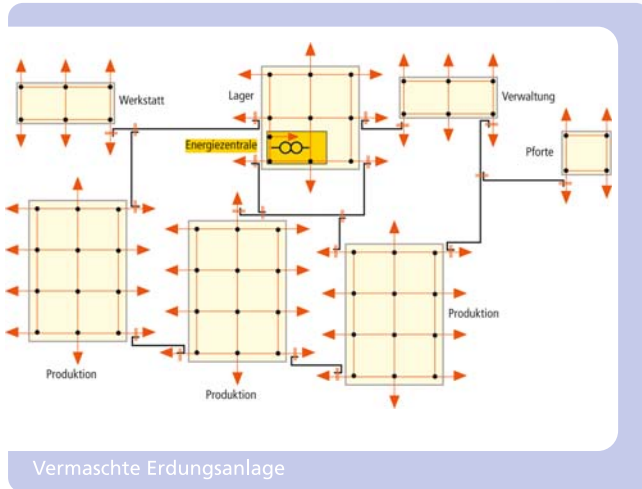 Werkstatt
Lager
Verwaltung
Energiezentrale
Pforte
Produktion
Produktion
Produktion
Vermaschte Erdungsanlage